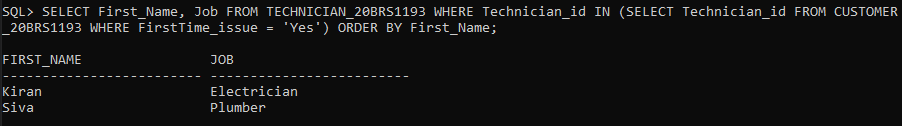 SQL> SELECT First_Name, Job FROM TECHNICIAN_20BRS1193 WHERE Technician_id IN (SELECT Technician_id FROM CUSTOMER
_20BRS1193 WHERE FirstTime_issue = 'Yes') ORDER BY First_Name;
FIRST_NAME JOB
------------------------- -------------------------
Kiran Electrician
Siva Plumber